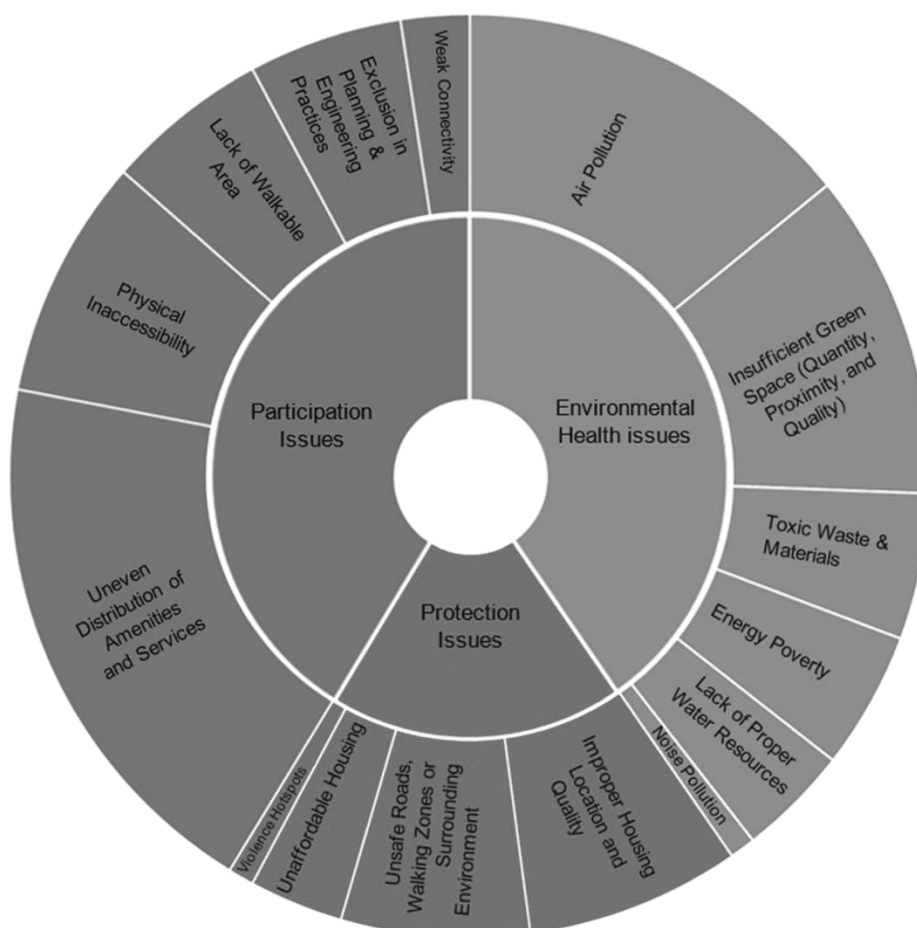 Weak Connectivity
Exclusion in
Planning &
Engineering
Practices
Lack of Walkable
Area
Physical
Inaccessibility
Uneven
Distribution of
Amenities
and Services
Participation
Issues
Air Pollution
Insufficient Green
Space (Quantity,
Proximity, and
Quality)
Environmental
Health issues
Toxic Waste &
Materials
Energy Poverty
Lack of Proper
Water Resources
Noise Pollution
Protection
Issues
Improper Housing
Location and
Quality
Unsafe Roads,
Walking Zones or
Surrounding
Environment
Unaffordable Housing
Violence Hotspots